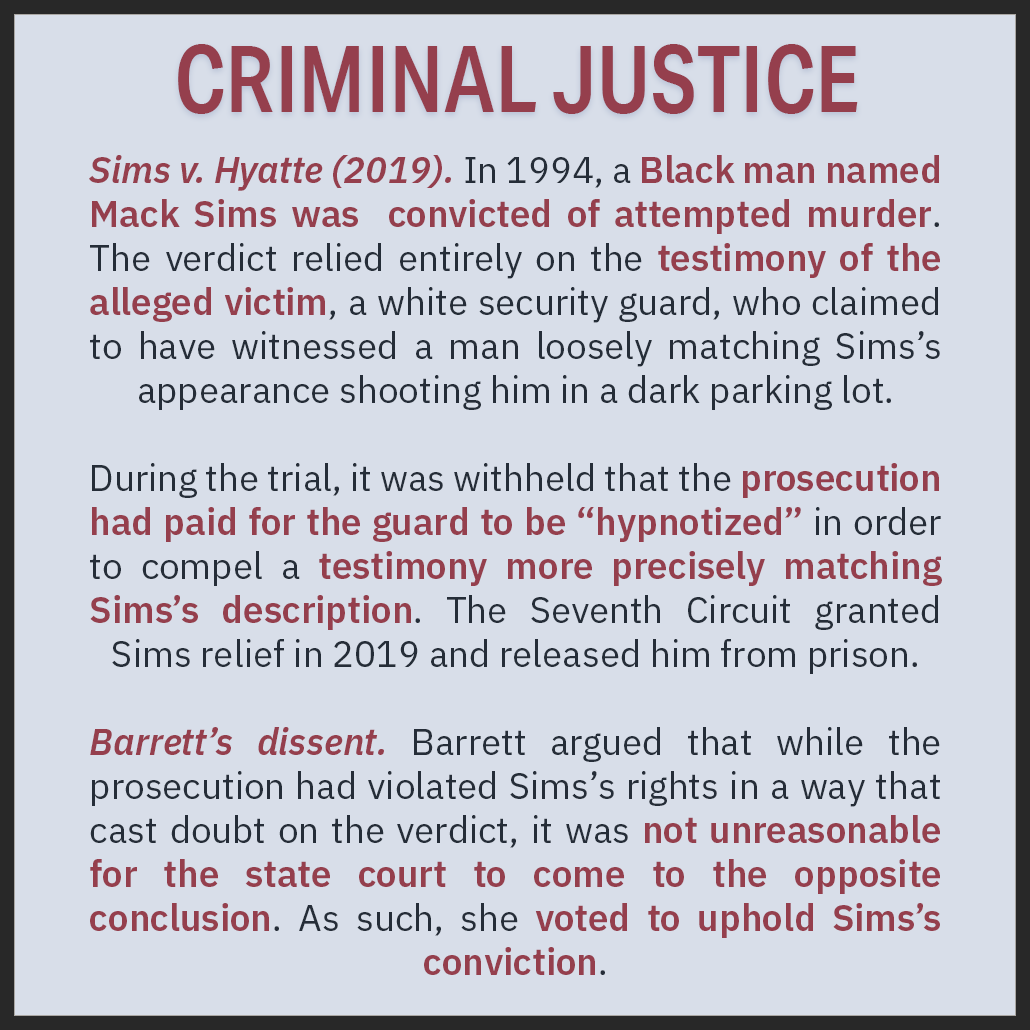 CRIMINAL JUSTICE
Sims v. Hyatte (2019). In 1994, a Black man named
Mack Sims was convicted of attempted murder.
The verdict relied entirely on the testimony of the
alleged victim, a white security guard, who claimed
to have witnessed a man loosely matching Sims’s
appearance shooting him in a dark parking lot.
During the trial, it was withheld that the prosecution
had paid for the guard to be “hypnotized” in order
to compel a testimony more precisely matching
Sims’s description. The Seventh Circuit granted
Sims relief in 2019 and released him from prison.
Barrett’s dissent. Barrett argued that while the
prosecution had violated Sims’s rights in a way that
cast doubt on the verdict, it was not unreasonable
for the state court to come to the opposite
conclusion. As such, she voted to uphold Sims’s
conviction.